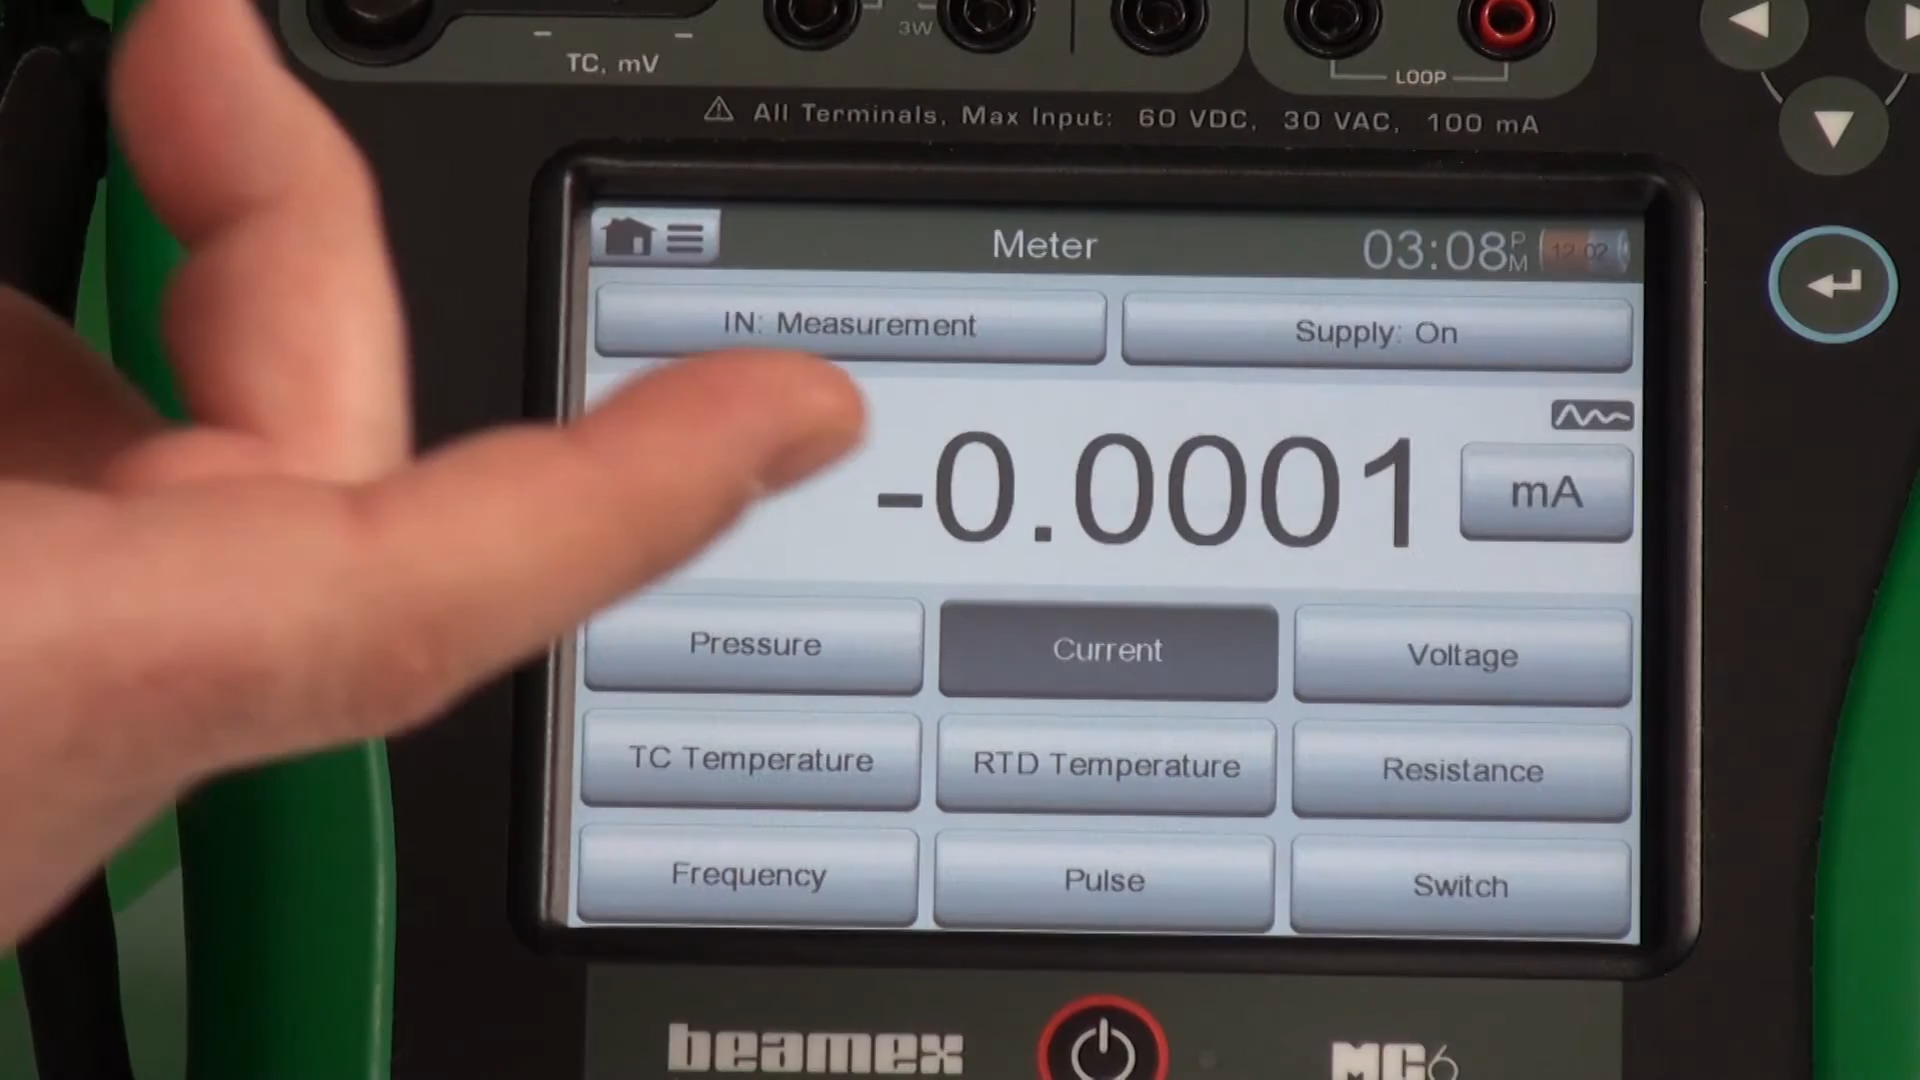 3W
TC, mV
LOOP
⚠ All Terminals, Max Input: 60 VDC, 30 VAC, 100 mA
Meter
03:08 PM
12:02
IN: Measurement
Supply: On
-0.0001
mA
Pressure
Current
Voltage
TC Temperature
RTD Temperature
Resistance
Frequency
Pulse
Switch
beamex
MC6